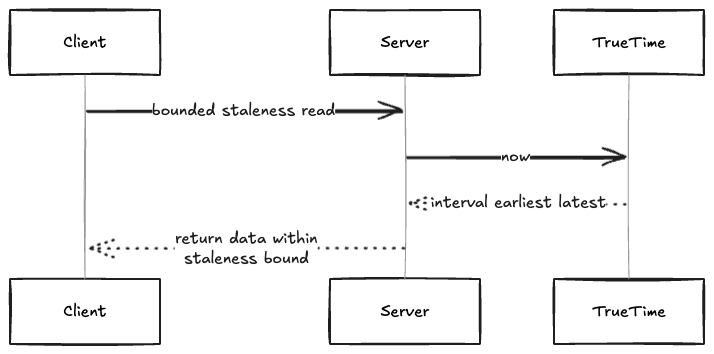 Client
Server
TrueTime
bounded staleness read
now
interval earliest latest
return data within
staleness bound
Client
Server
TrueTime